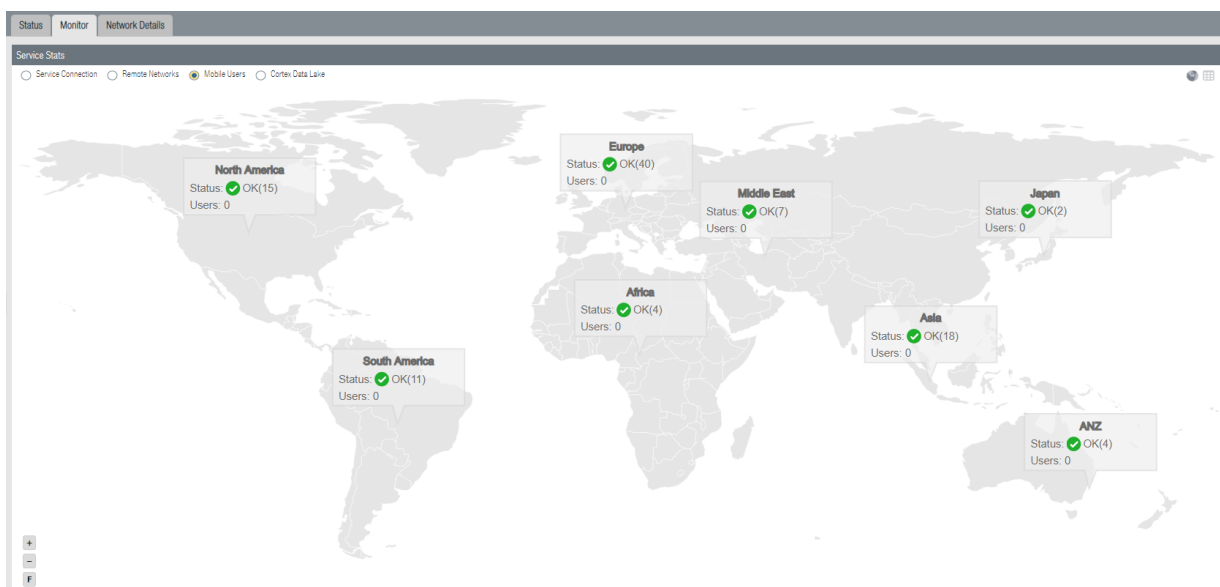 Status Monitor Network Details
Service Stats
Service Connection Remote Networks Mobile Users Cortex Data Lake
North America
Status: OK(15)
Users: 0
Europe
Status: OK(40)
Users: 0
Middle East
Status: OK(7)
Users: 0
Japan
Status: OK(2)
Users: 0
Africa
Status: OK(4)
Users: 0
Asia
Status: OK(18)
Users: 0
South America
Status: OK(11)
Users: 0
ANZ
Status: OK(4)
Users: 0
+
−
F